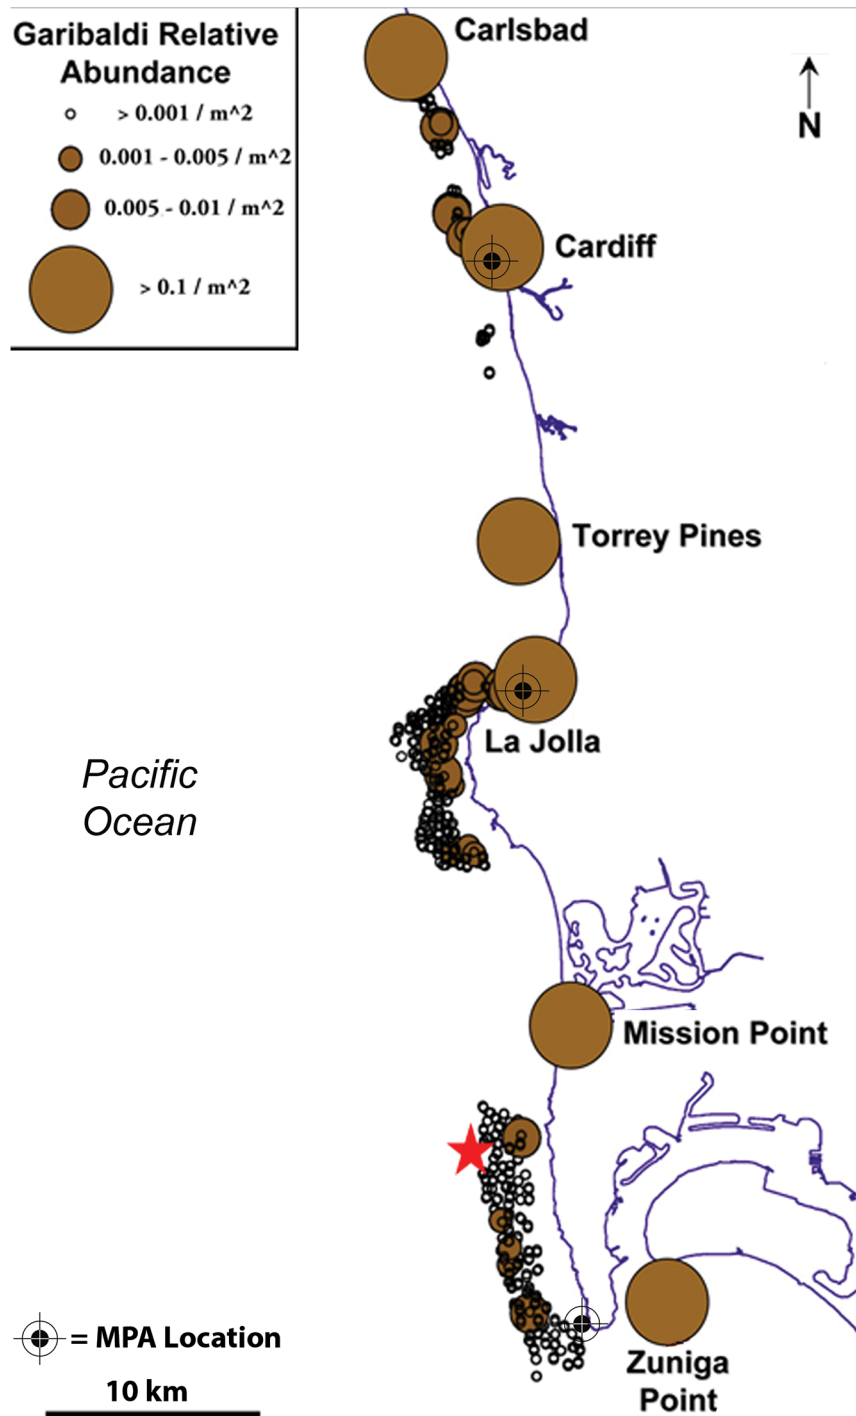 Garibaldi Relative
Abundance
> 0.001 / m^2
0.001 - 0.005 / m^2
0.005 - 0.01 / m^2
> 0.1 / m^2
Carlsbad
N
Cardiff
Torrey Pines
La Jolla
Pacific
Ocean
Mission Point
Zuniga
Point
= MPA Location
10 km